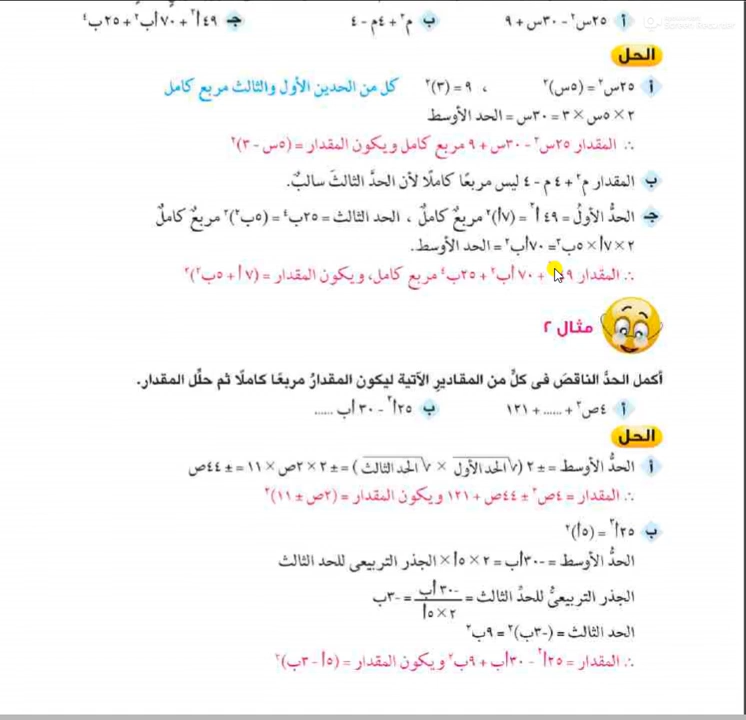 أ ٢٥س٢ - ٣٠س + ٩ ب م٢ + ٤م - ٤ جـ ٤٩أ٢ + ٧٠أب٢ + ٢٥ب٤
الحل
أ ٢٥س٢ = (٥س)٢ ، ٩ = (٣)٢ كل من الحدين الأول والثالث مربع كامل
٢ × ٥س × ٣ = ٣٠س = الحد الأوسط
∴ المقدار ٢٥س٢ - ٣٠س + ٩ مربع كامل ويكون المقدار = (٥س - ٣)٢
ب المقدار م٢ + ٤م - ٤ ليس مربعًا كاملًا لأن الحدَّ الثالثَ سالبٌ.
جـ الحدُّ الأولُ = ٤٩أ٢ = (٧أ)٢ مربعٌ كاملٌ ، الحد الثالث = ٢٥ب٤ = (٥ب٢)٢ مربعٌ كاملٌ
٢ × ٧أ × ٥ب٢ = ٧٠أب٢ = الحد الأوسط.
∴ المقدار ٩ + ٧٠أب٢ + ٢٥ب٤ مربع كامل، ويكون المقدار = (٧أ + ٥ب٢)٢
مثال ٢
أكمل الحدَّ الناقصَ فى كلٍّ من المقاديرِ الآتيةِ ليكون المقدارُ مربعًا كاملًا ثم حلِّل المقدار.
أ ٤ص٢ + ...... + ١٢١ ب ٢٥أ٢ - ٣٠أب ......
الحل
أ الحدُّ الأوسط = ± ٢ (√الحد الأول × √الحد الثالث) = ± ٢ × ٢ص × ١١ = ± ٤٤ص
∴ المقدار = ٤ص٢ ± ٤٤ص + ١٢١ ويكون المقدار = (٢ص ± ١١)٢
ب ٢٥أ٢ = (٥أ)٢
الحدُّ الأوسط = -٣٠أب = ٢ × ٥أ × الجذر التربيعى للحد الثالث
الجذر التربيعىُّ للحدِّ الثالث = -٣٠أب / ٢ × ٥أ = -٣ب
الحد الثالث = (-٣ب)٢ = ٩ب٢
∴ المقدار = ٢٥أ٢ - ٣٠أب + ٩ب٢ ويكون المقدار = (٥أ - ٣ب)٢